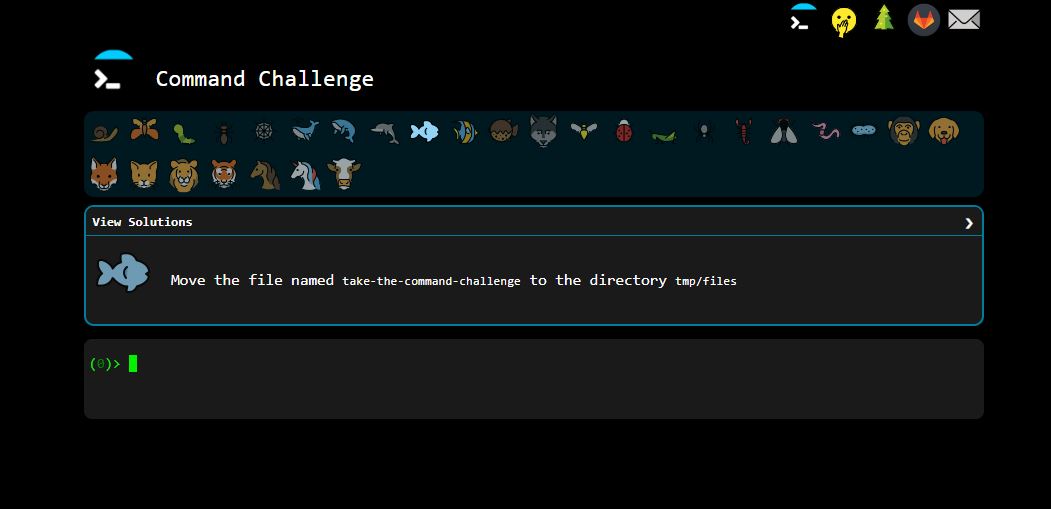 Command Challenge
View Solutions
Move the file named take-the-command-challenge to the directory tmp/files
(0)>